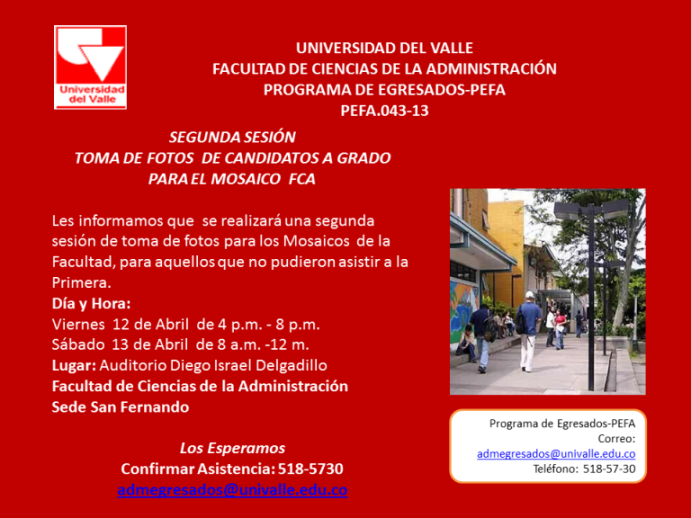 Universidad
del Valle
UNIVERSIDAD DEL VALLE
FACULTAD DE CIENCIAS DE LA ADMINISTRACIÓN
PROGRAMA DE EGRESADOS-PEFA
PEFA.043-13
SEGUNDA SESIÓN
TOMA DE FOTOS DE CANDIDATOS A GRADO
PARA EL MOSAICO FCA
Les informamos que se realizará una segunda
sesión de toma de fotos para los Mosaicos de la
Facultad, para aquellos que no pudieron asistir a la
Primera.
Día y Hora:
Viernes 12 de Abril de 4 p.m. - 8 p.m.
Sábado 13 de Abril de 8 a.m. -12 m.
Lugar: Auditorio Diego Israel Delgadillo
Facultad de Ciencias de la Administración
Sede San Fernando
Los Esperamos
Confirmar Asistencia: 518-5730
admegresados@univalle.edu.co
Programa de Egresados-PEFA
Correo:
admegresados@univalle.edu.co
Teléfono: 518-57-30